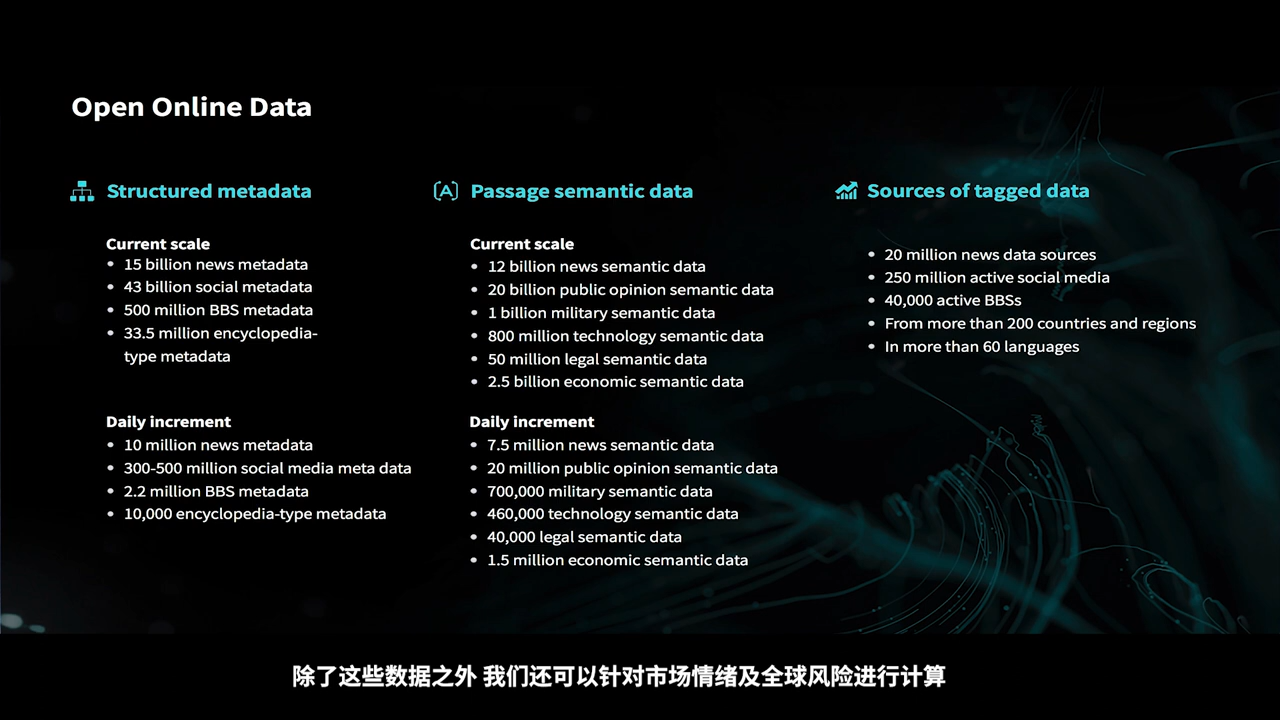 Open Online Data
Structured metadata
Current scale
• 15 billion news metadata
• 43 billion social metadata
• 500 million BBS metadata
• 33.5 million encyclopedia-
type metadata
Daily increment
• 10 million news metadata
• 300-500 million social media meta data
• 2.2 million BBS metadata
• 10,000 encyclopedia-type metadata
Passage semantic data
Current scale
• 12 billion news semantic data
• 20 billion public opinion semantic data
• 1 billion military semantic data
• 800 million technology semantic data
• 50 million legal semantic data
• 2.5 billion economic semantic data
Daily increment
• 7.5 million news semantic data
• 20 million public opinion semantic data
• 700,000 military semantic data
• 460,000 technology semantic data
• 40,000 legal semantic data
• 1.5 million economic semantic data
Sources of tagged data
• 20 million news data sources
• 250 million active social media
• 40,000 active BBSs
• From more than 200 countries and regions
• In more than 60 languages
除了这些数据之外 我们还可以针对市场情绪及全球风险进行计算